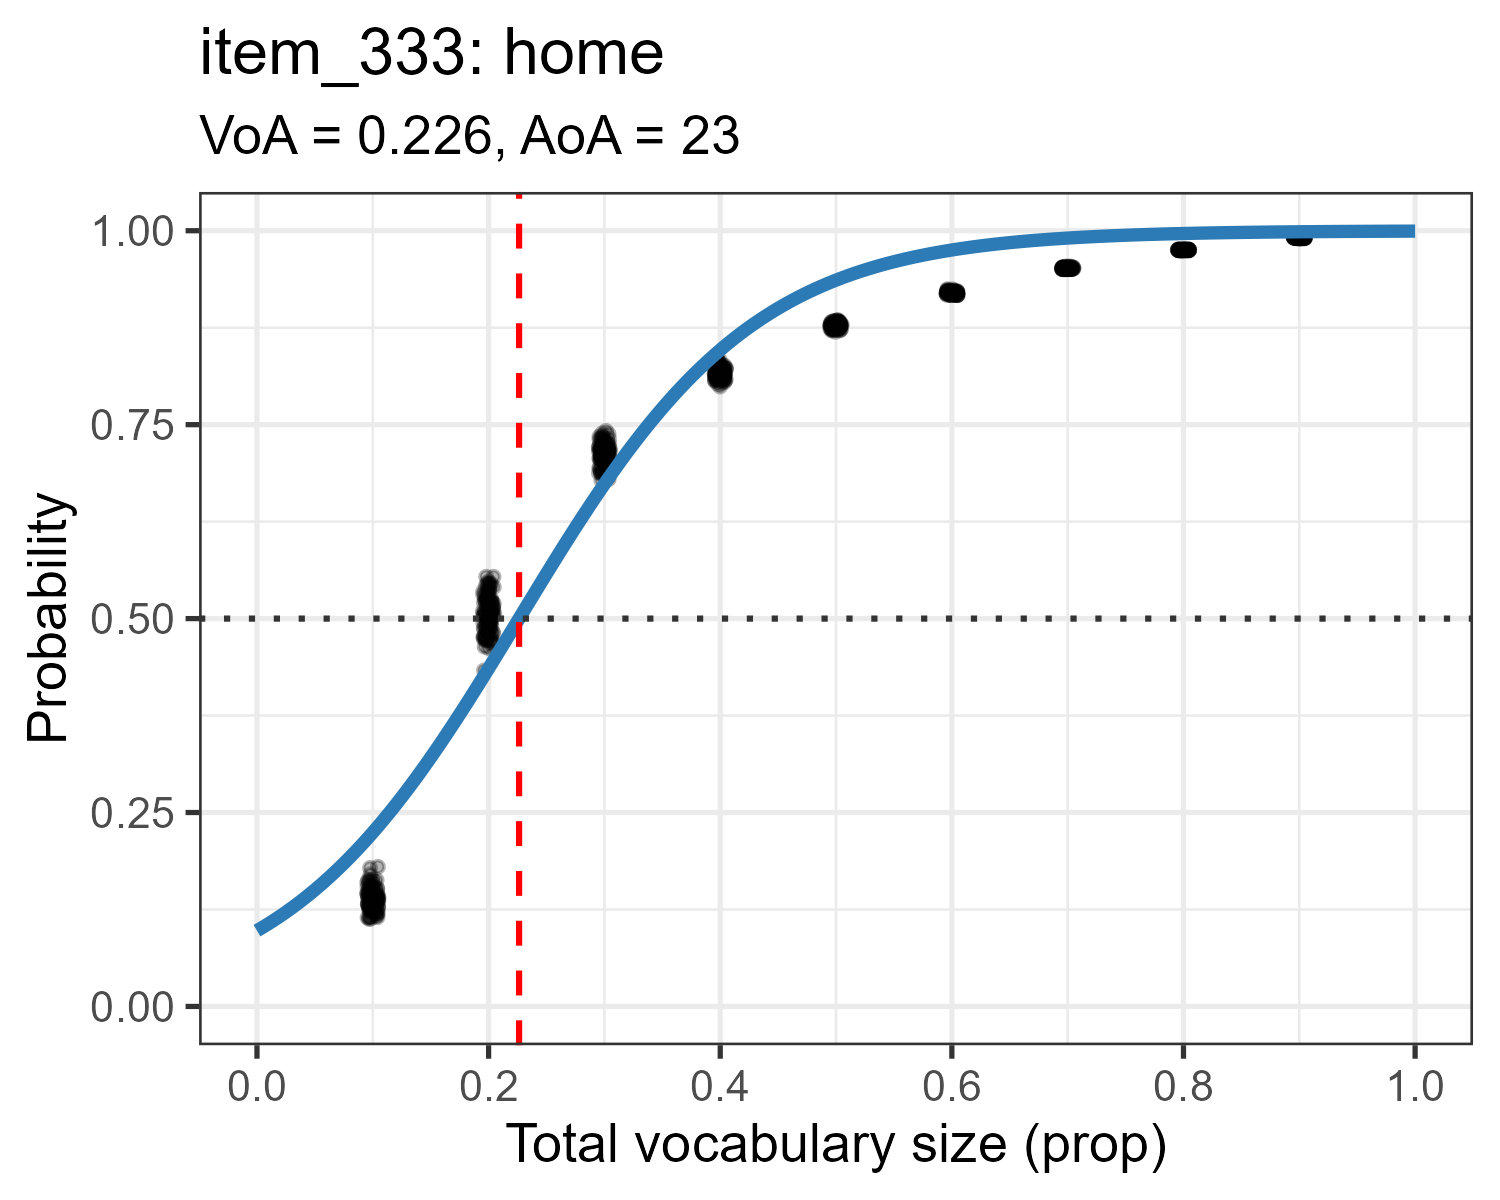 item_333: home
VoA = 0.226, AoA = 23
1.00
0.75
0.50
0.25
0.00
Probability
0.0 0.2 0.4 0.6 0.8 1.0
Total vocabulary size (prop)